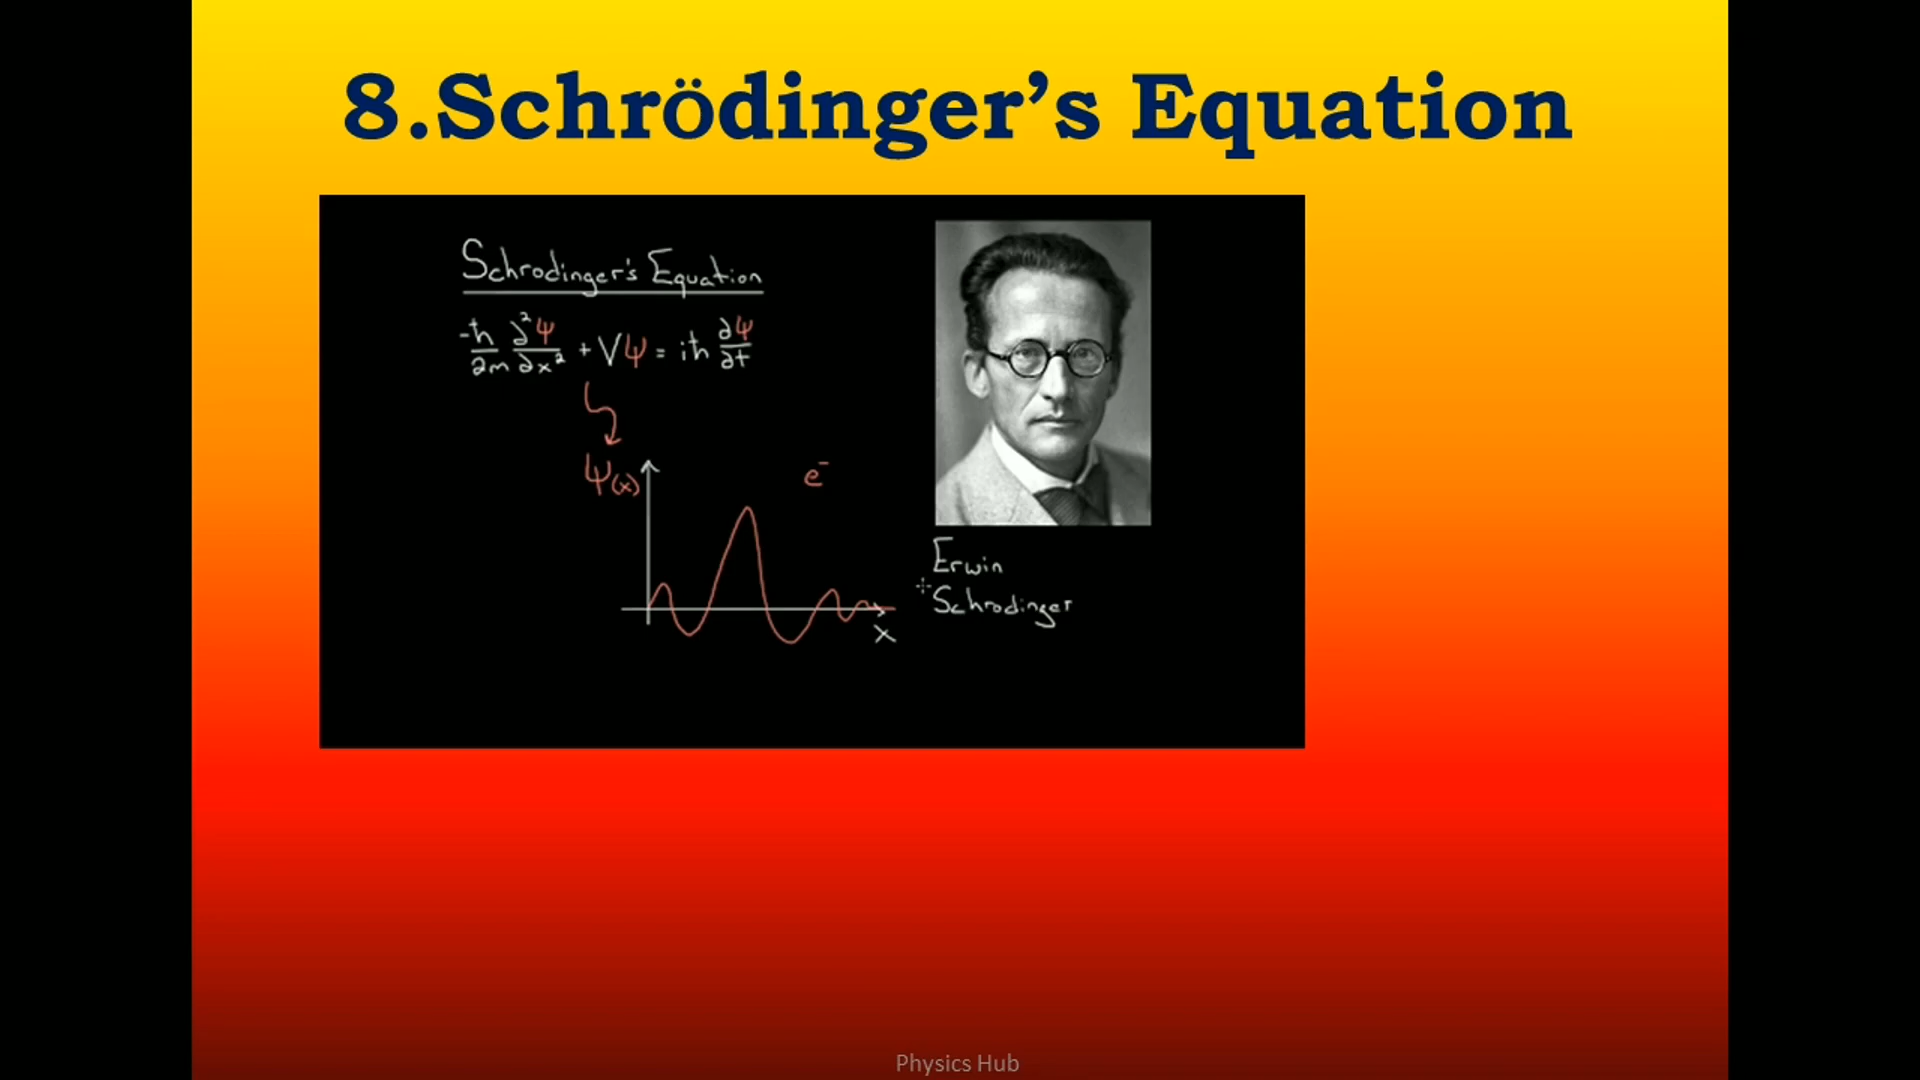 8.Schrödinger’s Equation
Schrodinger's Equation
-ħ/2m ∂²Ψ/∂x² + VΨ = iħ ∂Ψ/∂t
Ψ(x)
e⁻
x
Erwin
Schrodinger
Physics Hub